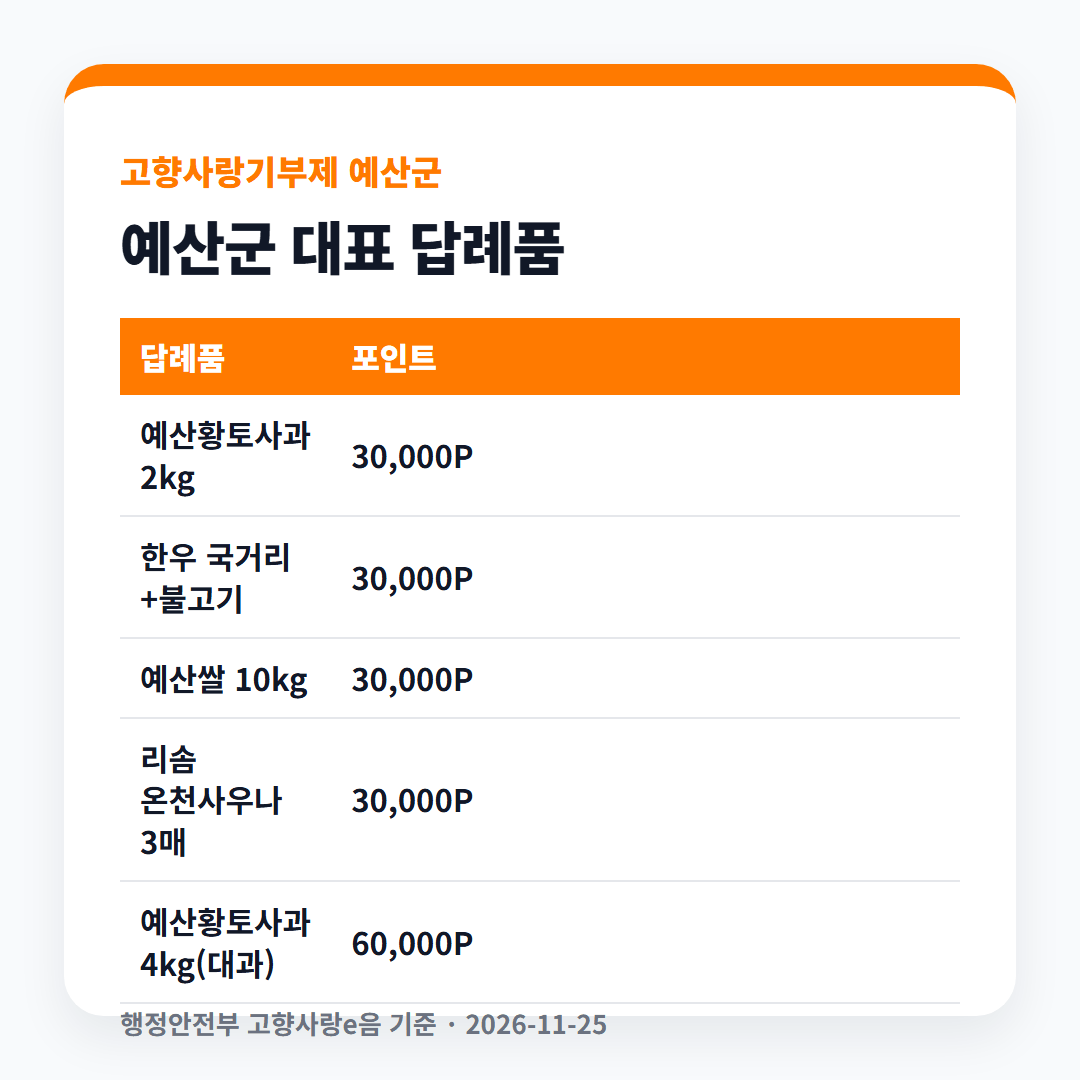 고향사랑기부제 예산군
예산군 대표 답례품
답례품 포인트
예산황토사과
2kg
30,000P
한우 국거리
+불고기
30,000P
예산쌀 10kg 30,000P
리솜
온천사우나
3매
30,000P
예산황토사과
4kg(대과)
60,000P
행정안전부 고향사랑e음 기준 · 2026-11-25